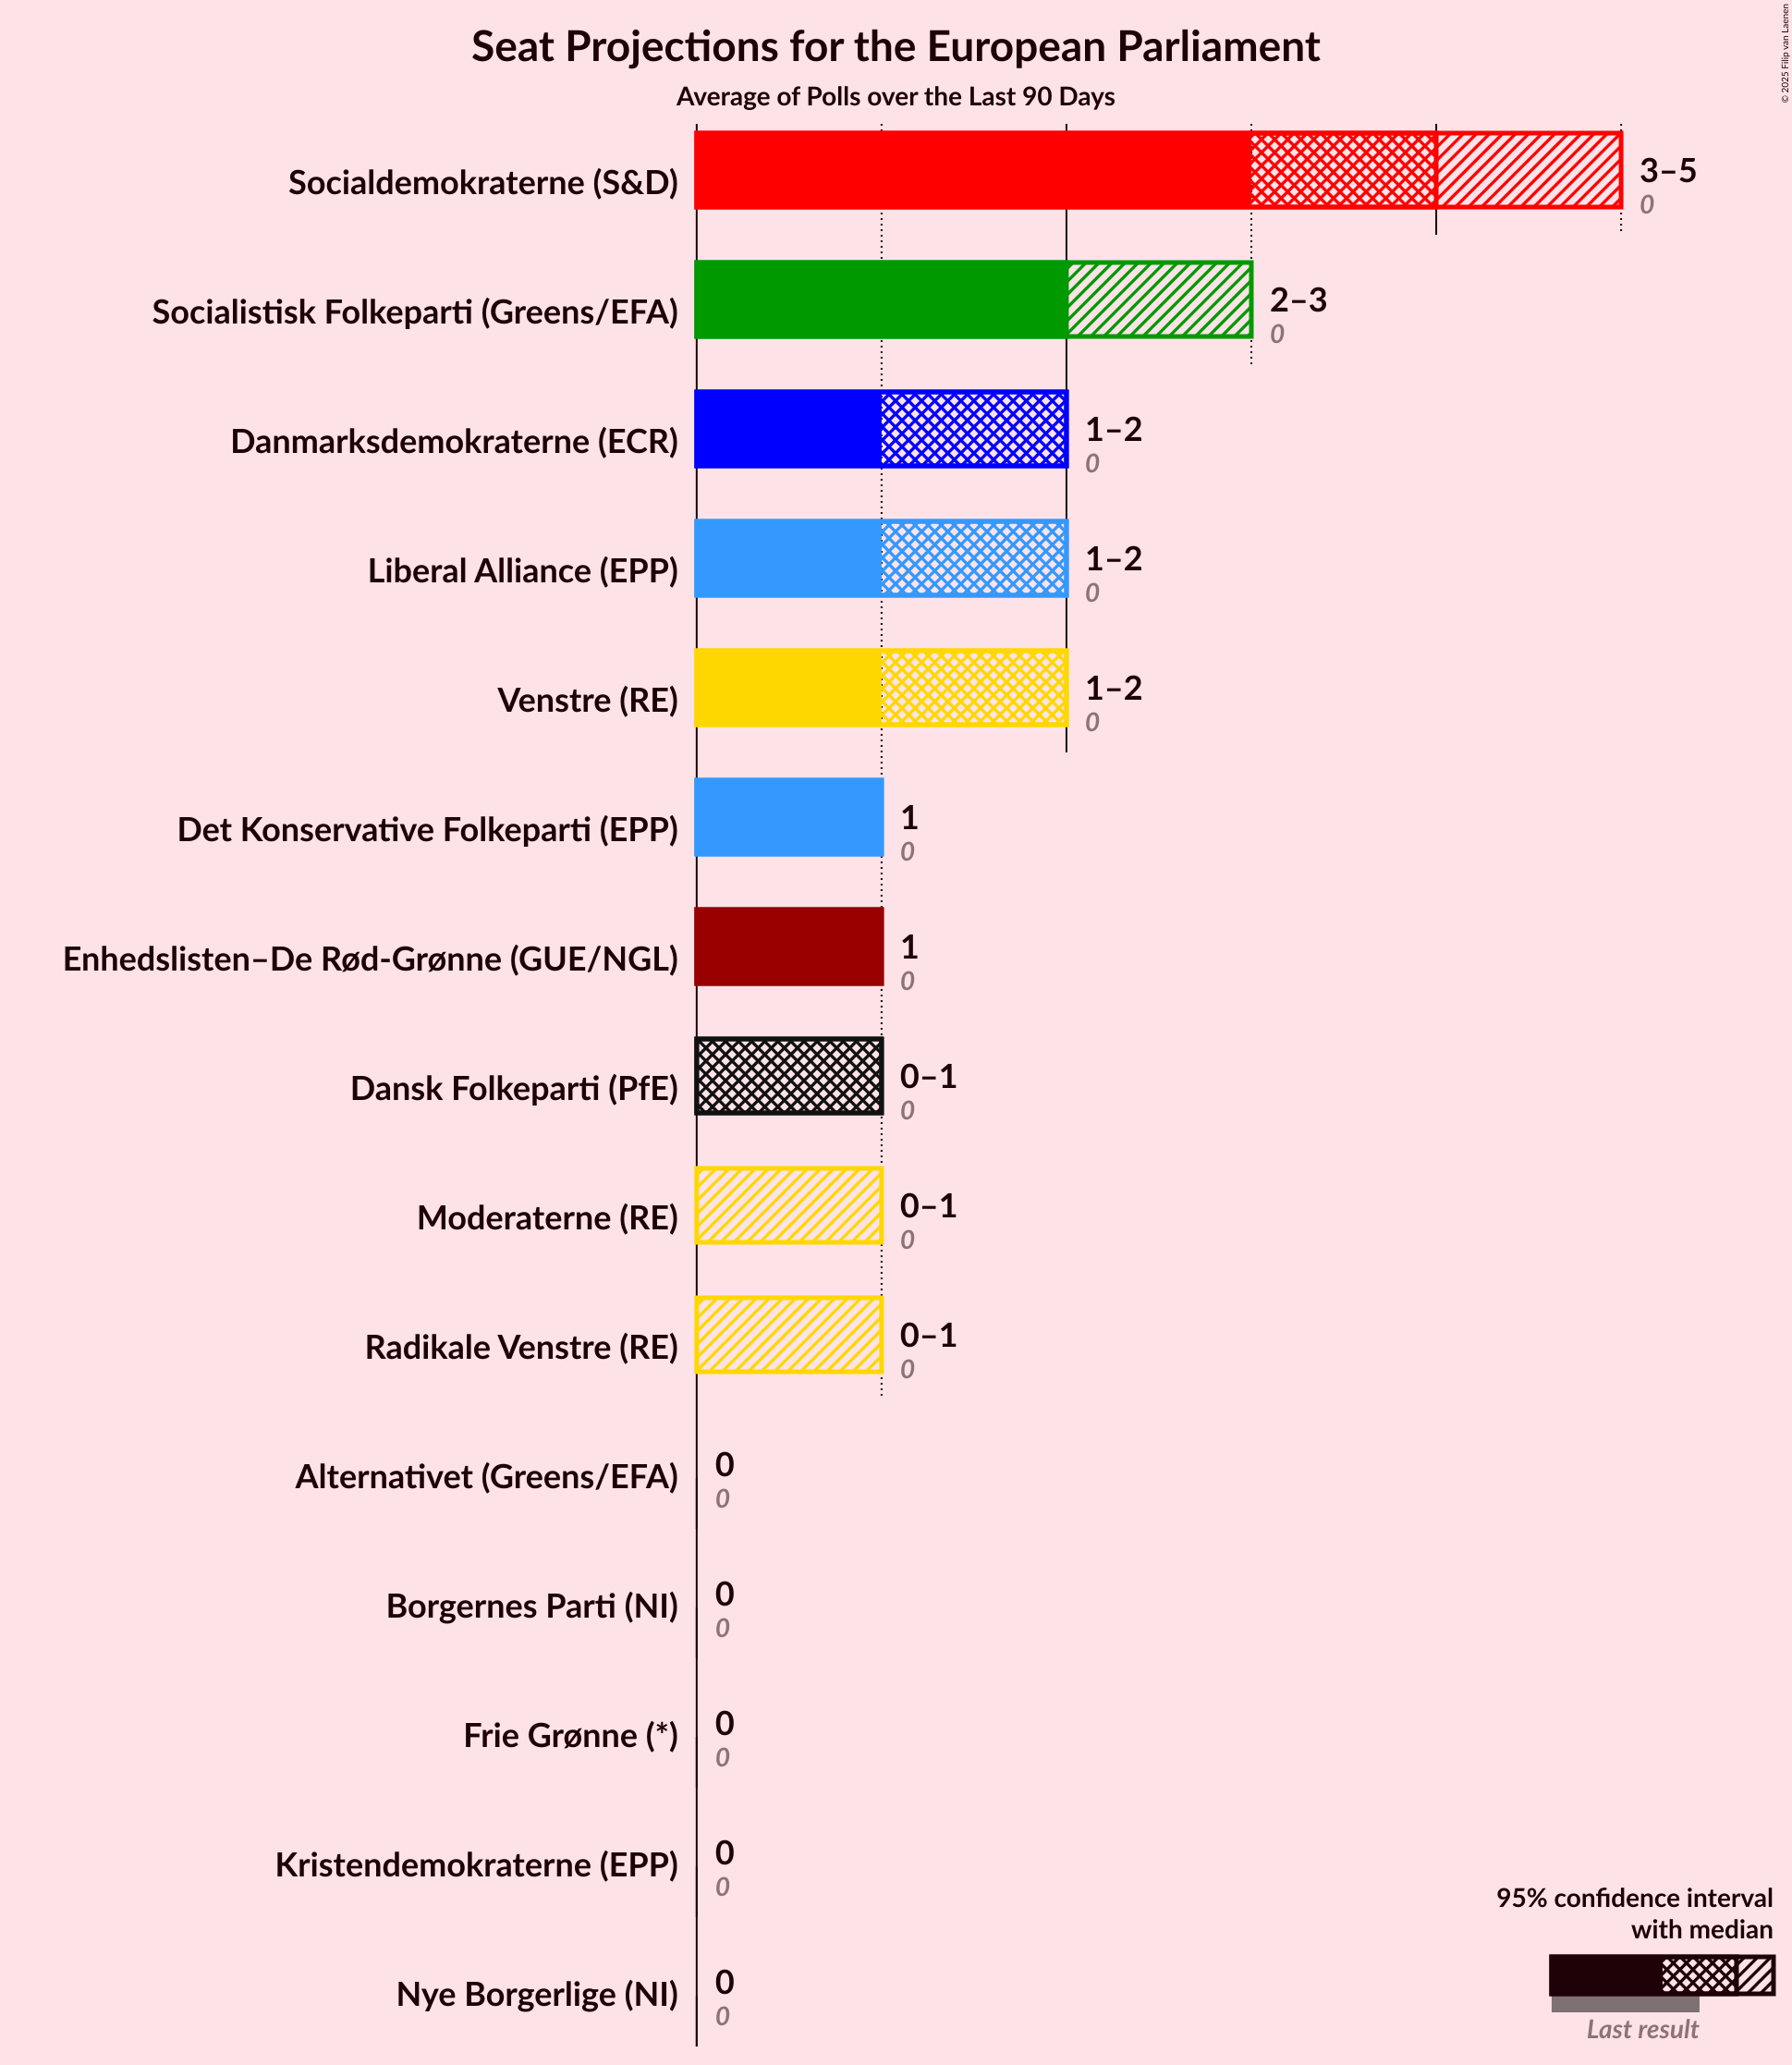 Seat Projections for the European Parliament
Average of Polls over the Last 90 Days
© 2025 Filip van Laenen
Socialdemokraterne (S&D)
3–5
0
Socialistisk Folkeparti (Greens/EFA)
2–3
0
Danmarksdemokraterne (ECR)
1–2
0
Liberal Alliance (EPP)
1–2
0
Venstre (RE)
1–2
0
Det Konservative Folkeparti (EPP)
1
0
Enhedslisten–De Rød-Grønne (GUE/NGL)
1
0
Dansk Folkeparti (PfE)
0–1
0
Moderaterne (RE)
0–1
0
Radikale Venstre (RE)
0–1
0
Alternativet (Greens/EFA)
0
0
Borgernes Parti (NI)
0
0
Frie Grønne (*)
0
0
Kristendemokraterne (EPP)
0
0
Nye Borgerlige (NI)
0
0
95% confidence interval
with median
Last result